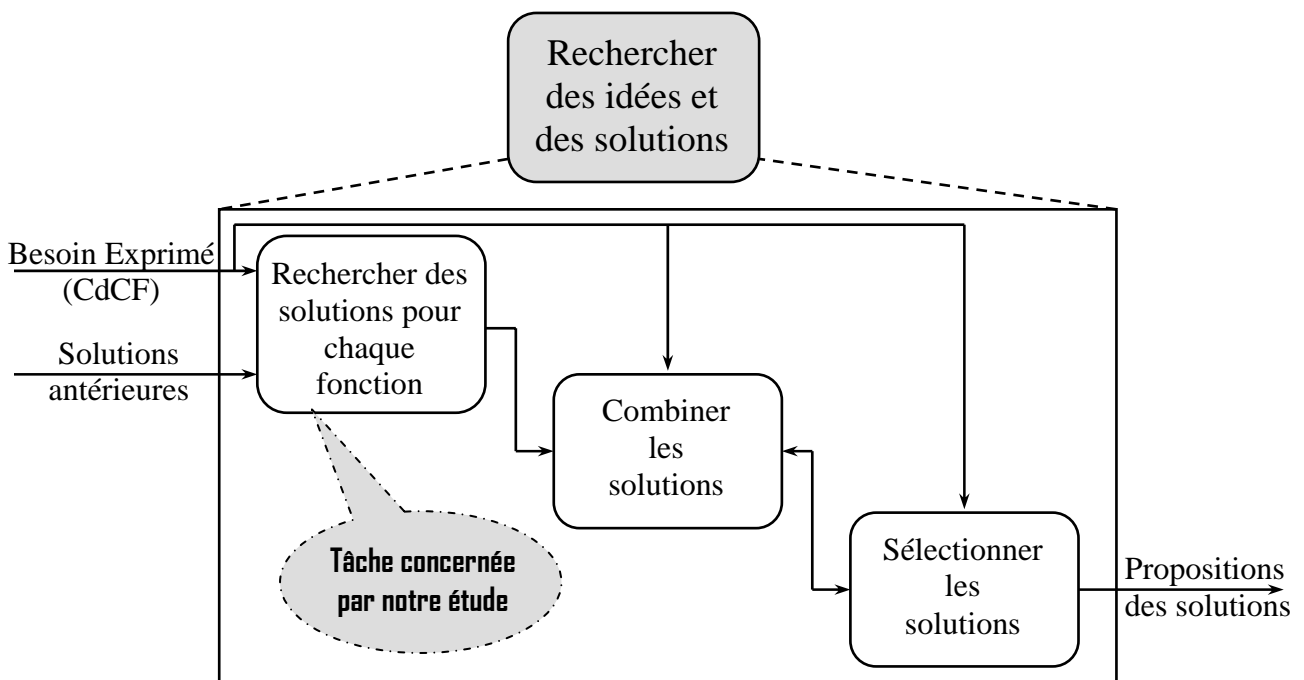 Rechercher
des idées et
des solutions
Besoin Exprimé
(CdCF)
Solutions
antérieures
Rechercher des
solutions pour
chaque
fonction
Combiner
les
solutions
Tâche concernée
par notre étude
Sélectionner
les
solutions
Propositions
des solutions